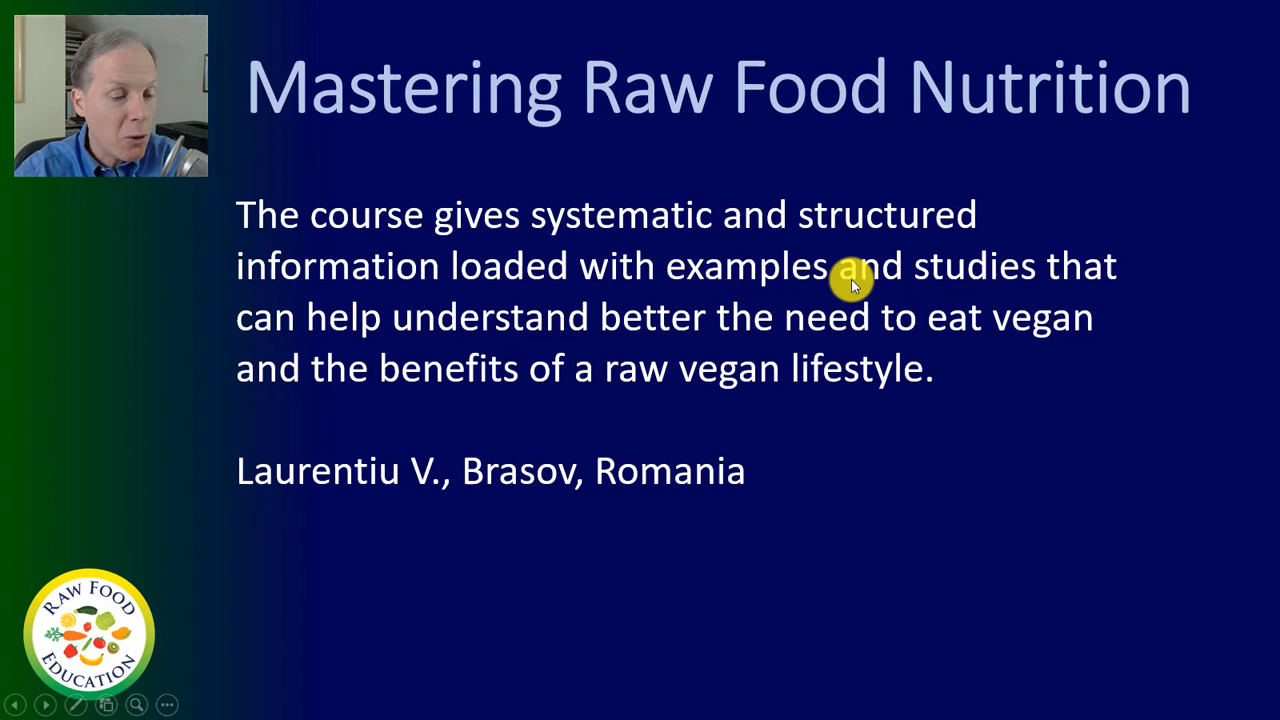 Mastering Raw Food Nutrition
The course gives systematic and structured
information loaded with examples and studies that
can help understand better the need to eat vegan
and the benefits of a raw vegan lifestyle.
Laurentiu V., Brasov, Romania
RAW FOOD
EDUCATION